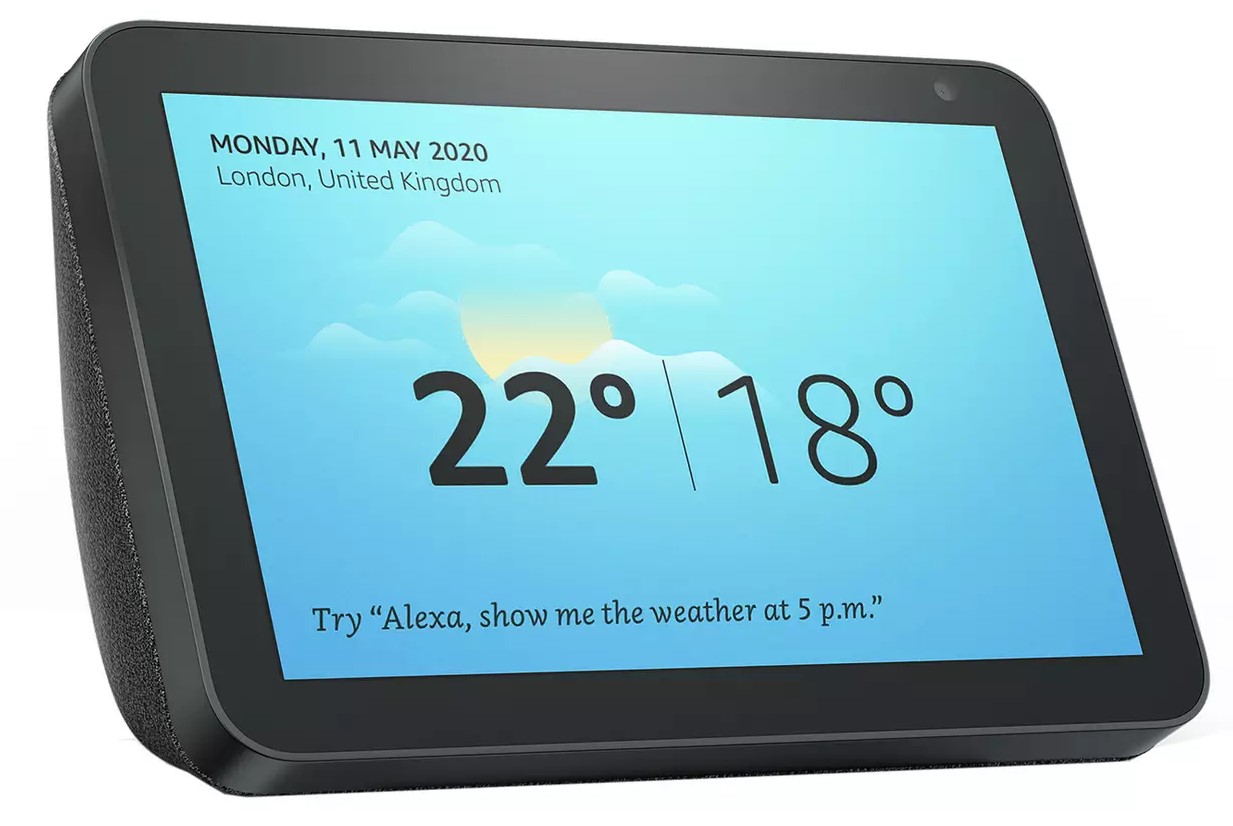 MONDAY, 11 MAY 2020
London, United Kingdom
22° | 18°
Try “Alexa, show me the weather at 5 p.m.”